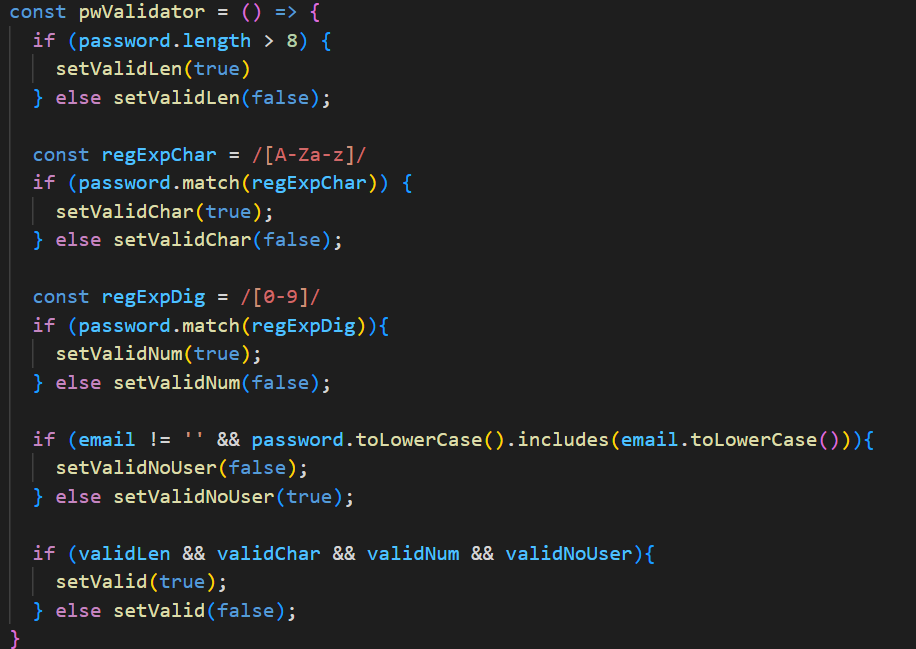 const pwValidator = () => {
if (password.length > 8) {
setValidLen(true)
} else setValidLen(false);
const regExpChar = /[A-Za-z]/
if (password.match(regExpChar)) {
setValidChar(true);
} else setValidChar(false);
const regExpDig = /[0-9]/
if (password.match(regExpDig)){
setValidNum(true);
} else setValidNum(false);
if (email != '' && password.toLowerCase().includes(email.toLowerCase())){
setValidNoUser(false);
} else setValidNoUser(true);
if (validLen && validChar && validNum && validNoUser){
setValid(true);
} else setValid(false);
}